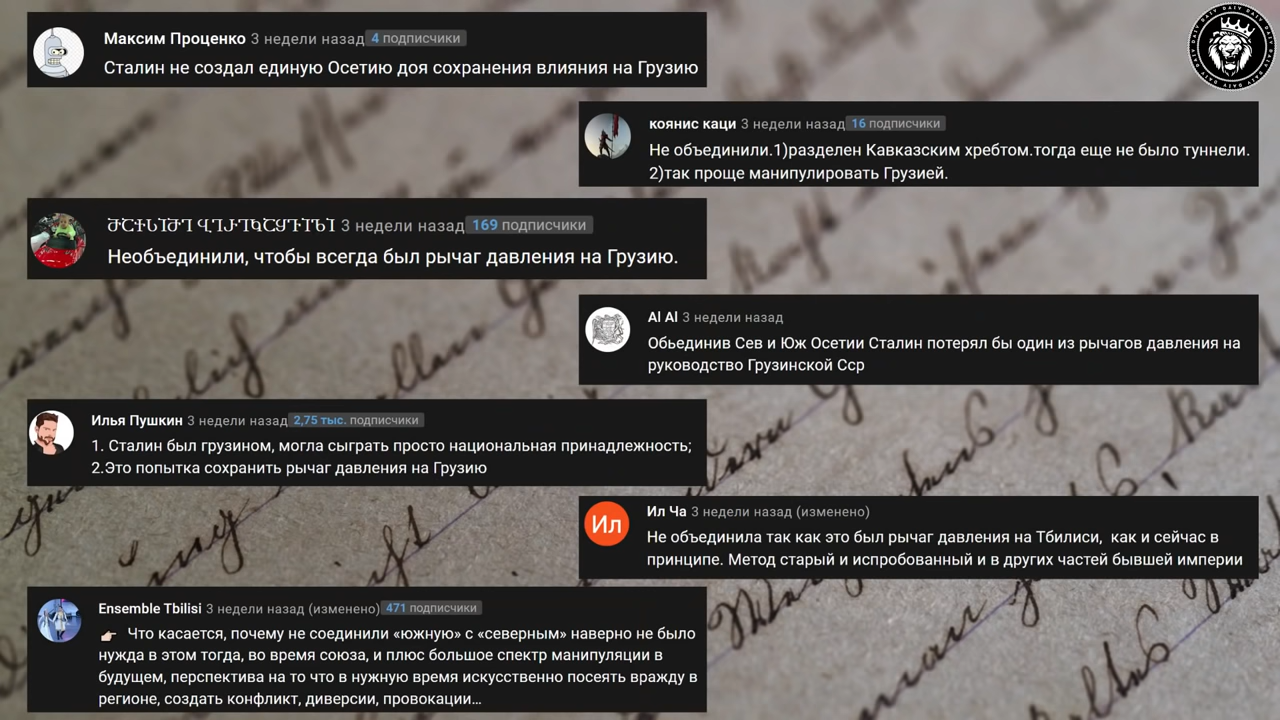 Максим Проценко 3 недели назад 4 подписчики
Сталин не создал единую Осетию доя сохранения влияния на Грузию
коянис каци 3 недели назад 16 подписчики
Не объединили.1)разделен Кавказским хребтом.тогда еще не было туннели.
2)так проще манипулировать Грузией.
3 недели назад 169 подписчики
Необъединили, чтобы всегда был рычаг давления на Грузию.
Al Al 3 недели назад
Обьединив Сев и Юж Осетии Сталин потерял бы один из рычагов давления на
руководство Грузинской Сср
Илья Пушкин 3 недели назад 2,75 тыс. подписчики
1. Сталин был грузином, могла сыграть просто национальная принадлежность;
2.Это попытка сохранить рычаг давления на Грузию
Ил
Ил Ча 3 недели назад (изменено)
Не объединила так как это был рычаг давления на Тбилиси, как и сейчас в
принципе. Метод старый и испробованный и в других частей бывшей империи
Ensemble Tbilisi 3 недели назад (изменено) 471 подписчики
Что касается, почему не соединили «южную» с «северным» наверно не было
нужда в этом тогда, во время союза, и плюс большое спектр манипуляции в
будущем, перспектива на то что в нужную время искусственно посеять вражду в
регионе, создать конфликт, диверсии, провокации...